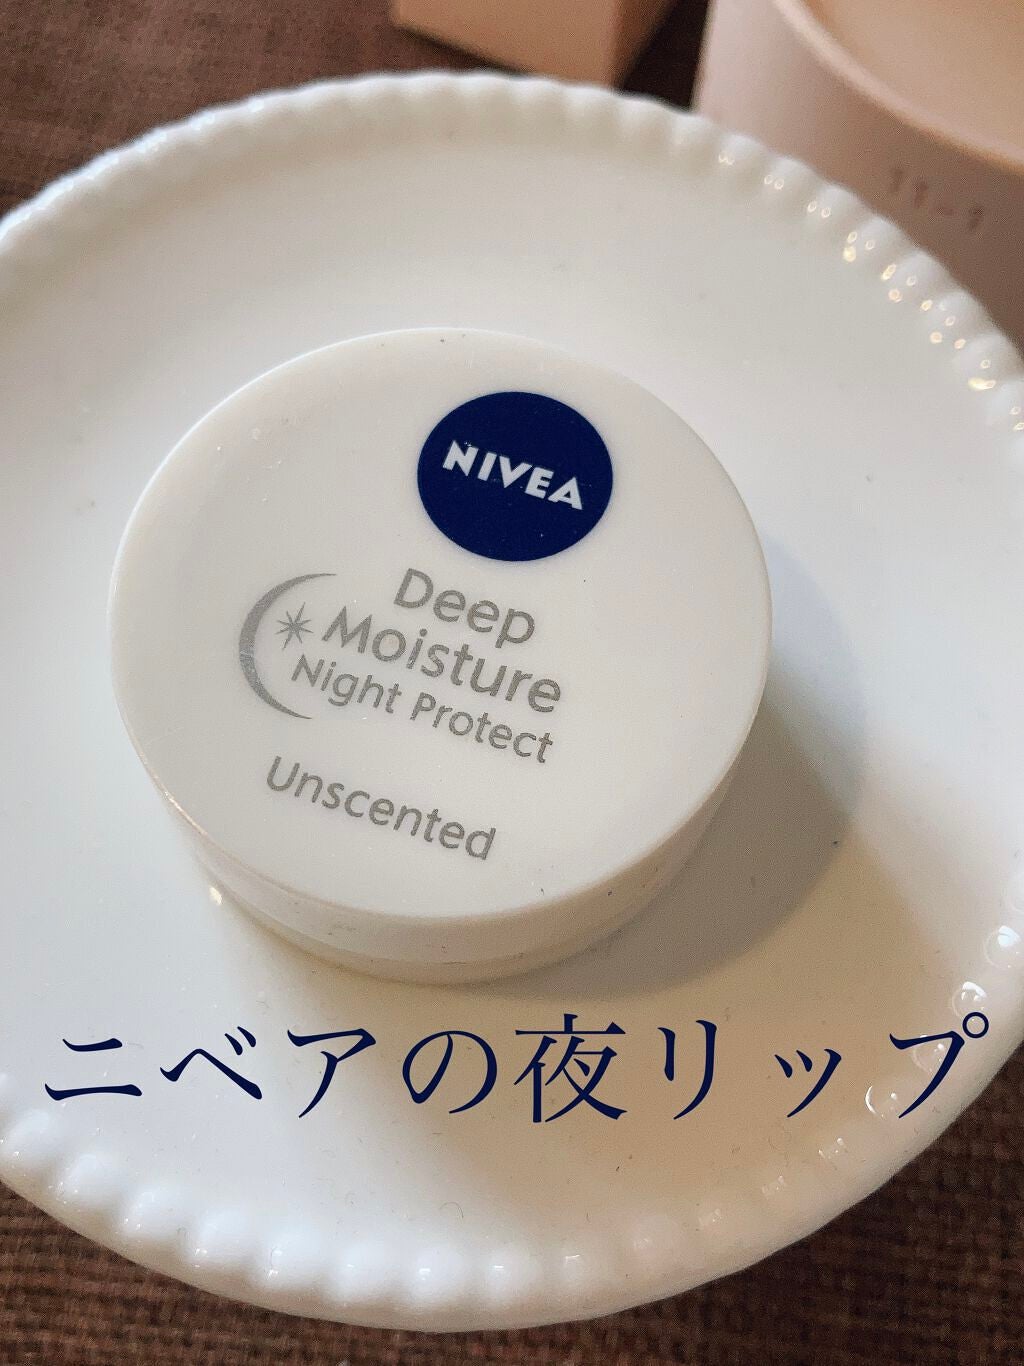 NIVEA
Deep
Moisture
Night Protect
Unscented
ニベアの夜リップ